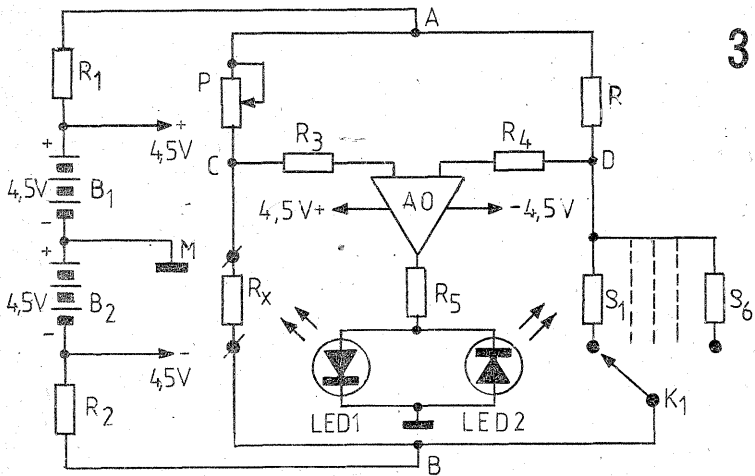 3
A
R1
P
R
+
4,5V
R3
R4
C
D
+
4,5V
B1
-
AO
4,5V+
-4,5V
M
+
4,5V
B2
-
Rx
R5
S1
S6
-
4,5V
K1
R2
LED1
LED2
B